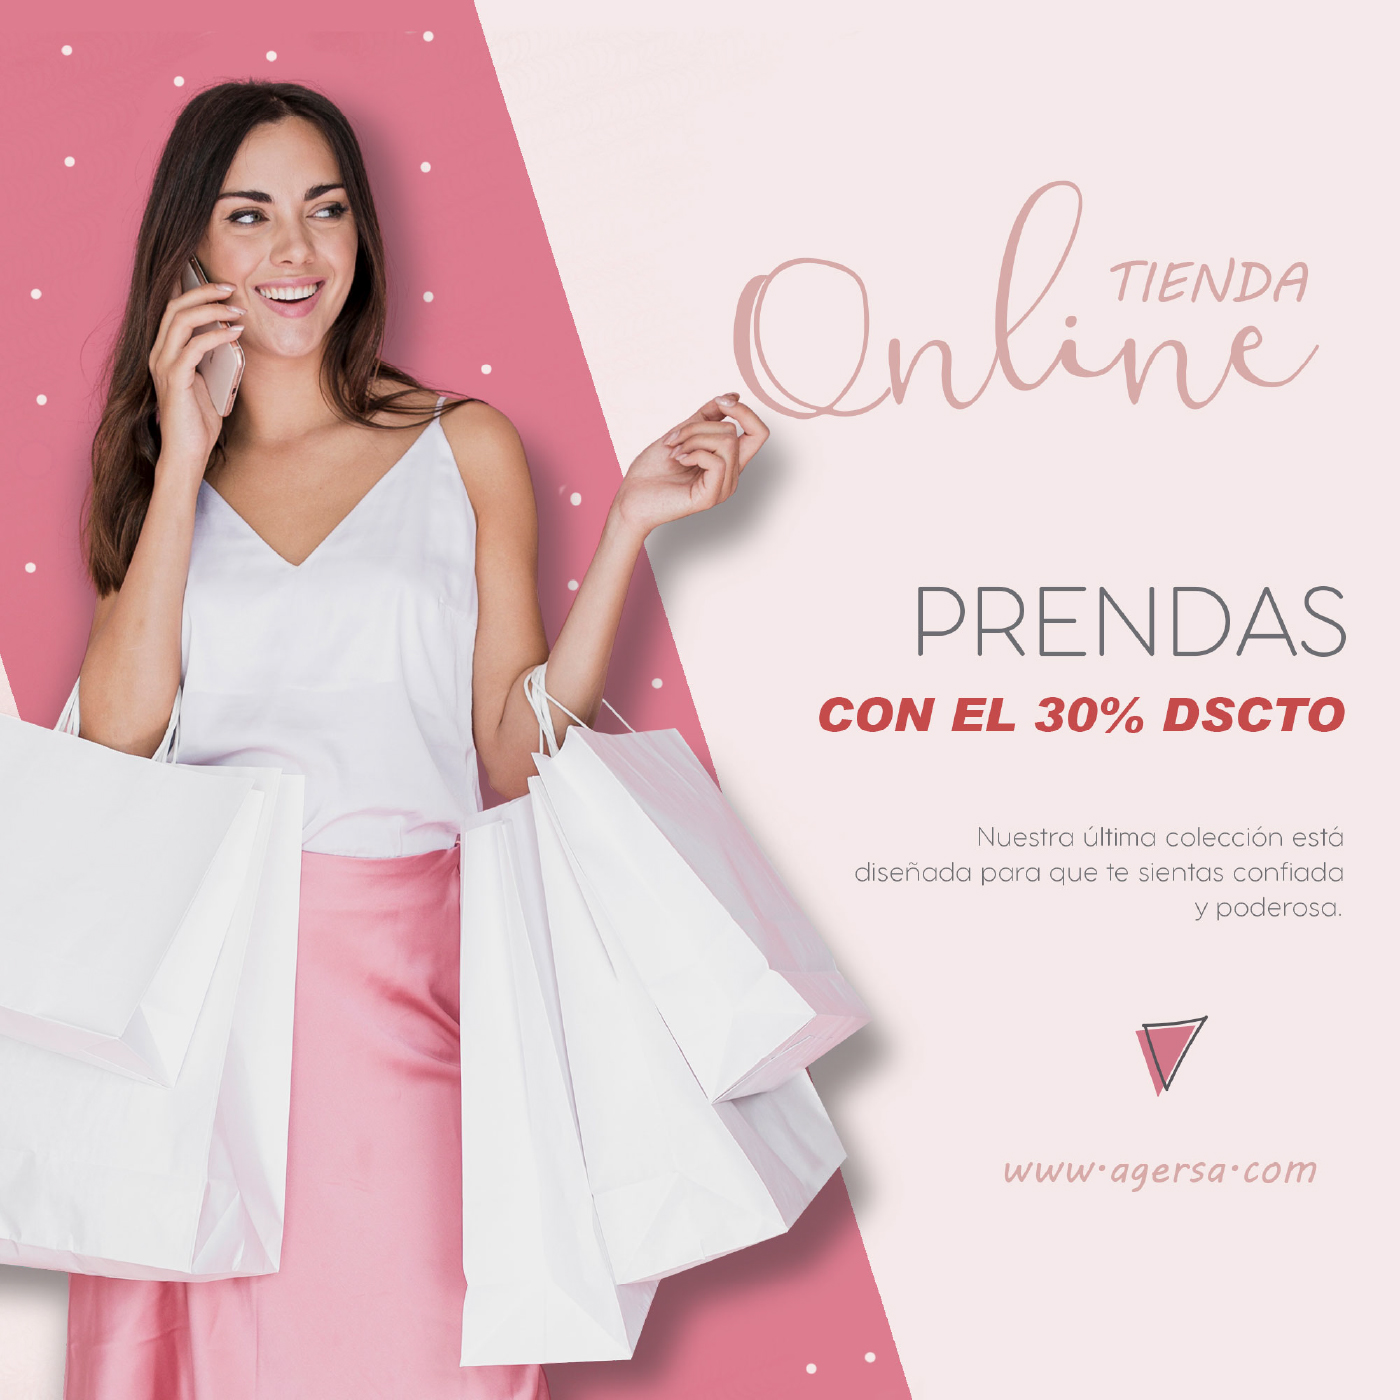 TIENDA
Online
PRENDAS
CON EL 30% DSCTO
Nuestra última colección está
diseñada para que te sientas confiada
y poderosa.
www•agersa•com